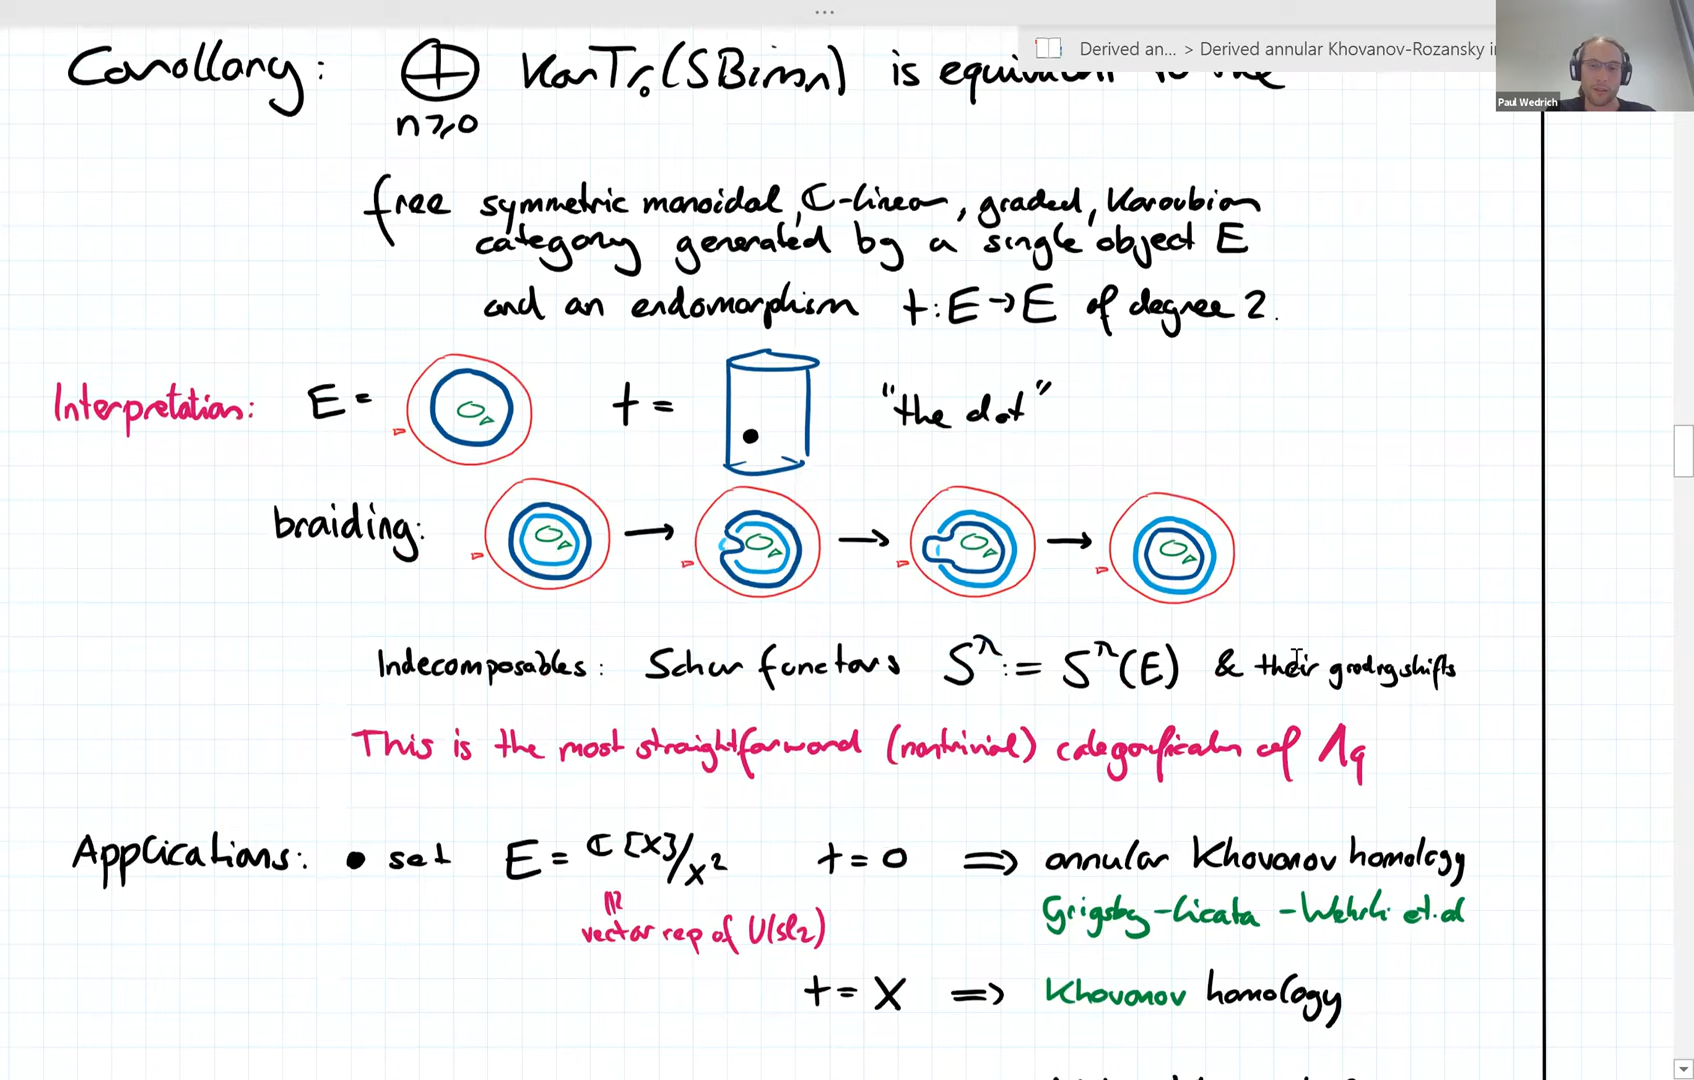 Derived an... > Derived annular Khovanov-Rozansky i
Paul Wedrich
Corollary: ⊕ n≥0 KarTr₀(SBimₙ) is equivalent to the
free symmetric monoidal, ℂ-linear, graded, Karoubian
category generated by a single object E
and an endomorphism t: E → E of degree 2.
Interpretation: E = t = "the dot"
braiding: → → →
Indecomposables: Schur functors S^λ := S^λ(E) & their grading shifts
This is the most straightforward (nontrivial) categorification of Λq
Applications: • set E = ℂ[X]/X² t = 0 ⇒ annular Khovanov homology
vector rep of U(sl₂) Grigsby-Licata-Wehrli et.al
t = X ⇒ Khovanov homology